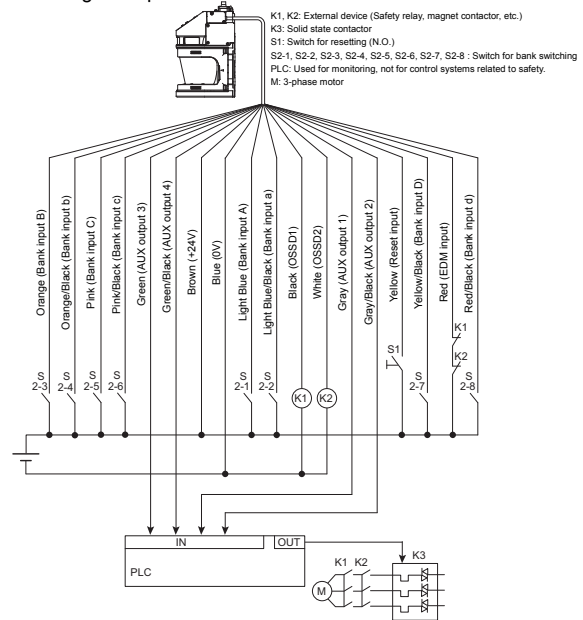 K1, K2: External device (Safety relay, magnet contactor, etc.)
K3: Solid state contactor
S1: Switch for resetting (N.O.)
S2-1, S2-2, S2-3, S2-4, S2-5, S2-6, S2-7, S2-8 : Switch for bank switching
PLC: Used for monitoring, not for control systems related to safety.
M: 3-phase motor
Orange (Bank input B)
Orange/Black (Bank input b)
Pink (Bank input C)
Pink/Black (Bank input c)
Green (AUX output 3)
Green/Black (AUX output 4)
Brown (+24V)
Blue (0V)
Light Blue (Bank input A)
Light Blue/Black (Bank input a)
Black (OSSD1)
White (OSSD2)
Gray (AUX output 1)
Gray/Black (AUX output 2)
Yellow (Reset input)
Yellow/Black (Bank input D)
Red (EDM input)
Red/Black (Bank input d)
S
2-3
S
2-4
S
2-5
S
2-6
S
2-1
S
2-2
K1
K2
S1
S
2-7
K1
K2
S
2-8
IN
OUT
PLC
K1
K2
K3
M